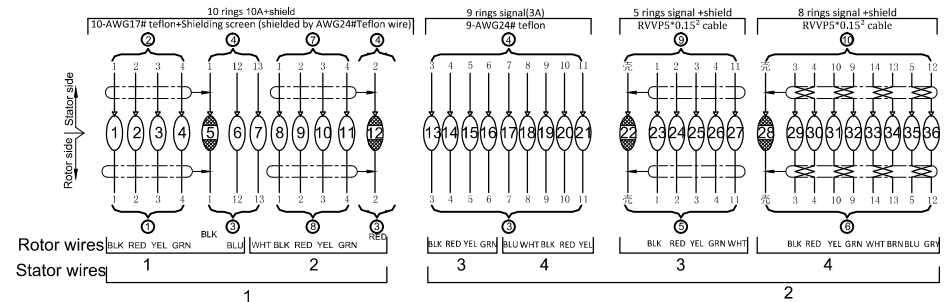 10 rings 10A+shield
10-AWG17# teflon+Shielding screen (shielded by AWG24#Teflon wire)
9 rings signal(3A)
9-AWG24# teflon
5 rings signal +shield
RVVP5*0.15² cable
8 rings signal +shield
RVVP5*0.15² cable
2 4 7 4 4 9 10
1 2 3 4 1 12 13 1 2 3 4 2 3 4 5 6 7 8 9 10 11 壳 1 2 3 4 11 壳 3 4 10 9 7 8 5 12
Stator side
1 2 3 4 5 6 7 8 9 10 11 12 13 14 15 16 17 18 19 20 21 22 23 24 25 26 27 28 29 30 31 32 33 34 35 36
Rotor side
1 2 3 4 1 12 13 1 2 3 4 2 3 4 5 6 7 8 9 10 11 壳 1 2 3 4 11 壳 3 4 10 9 7 8 5 12
1 3 8 3 3 5 6
Rotor wires
BLK RED YEL GRN BLK BLU WHT BLK RED YEL GRN RED BLK RED YEL GRN BLU WHT BLK RED YEL BLK RED YEL GRN WHT BLK RED YEL GRN WHT BRN BLU GRY
1 2 3 4 3 4
Stator wires
1 2